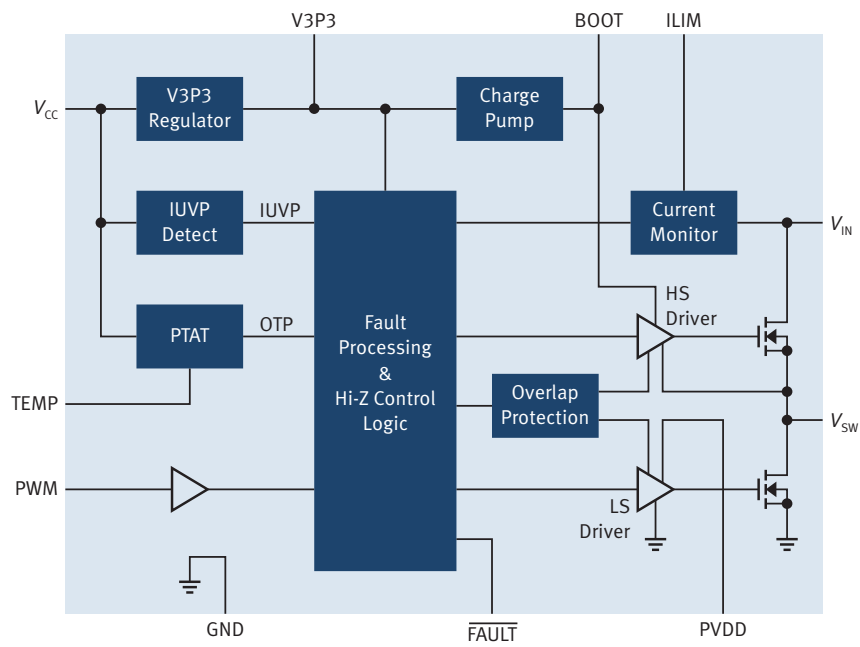 V3P3
BOOT
ILIM
VCC
V3P3
Regulator
Charge
Pump
IUVP
Detect
IUVP
Current
Monitor
VIN
HS
Driver
PTAT
OTP
Fault
Processing
&
Hi-Z Control
Logic
TEMP
Overlap
Protection
VSW
PWM
LS
Driver
GND
FAULT
PVDD